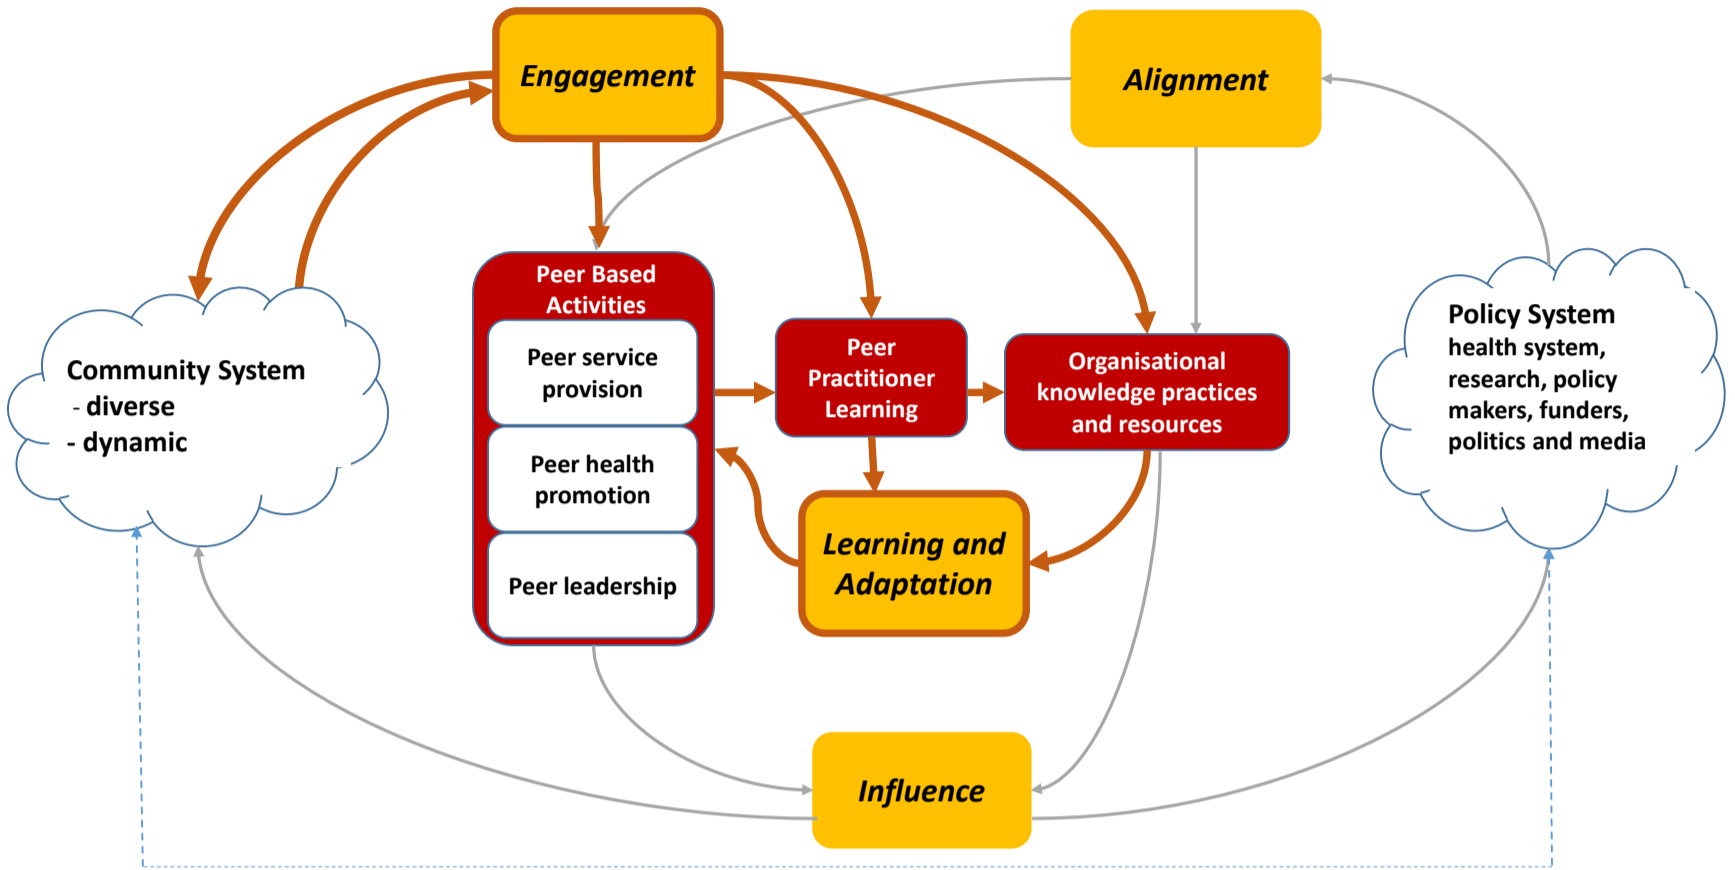 Engagement
Alignment
Peer Based
Activities
Peer service
provision
Peer health
promotion
Peer leadership
Peer
Practitioner
Learning
Organisational
knowledge practices
and resources
Learning and
Adaptation
Influence
Community System
- diverse
- dynamic
Policy System
health system,
research, policy
makers, funders,
politics and media